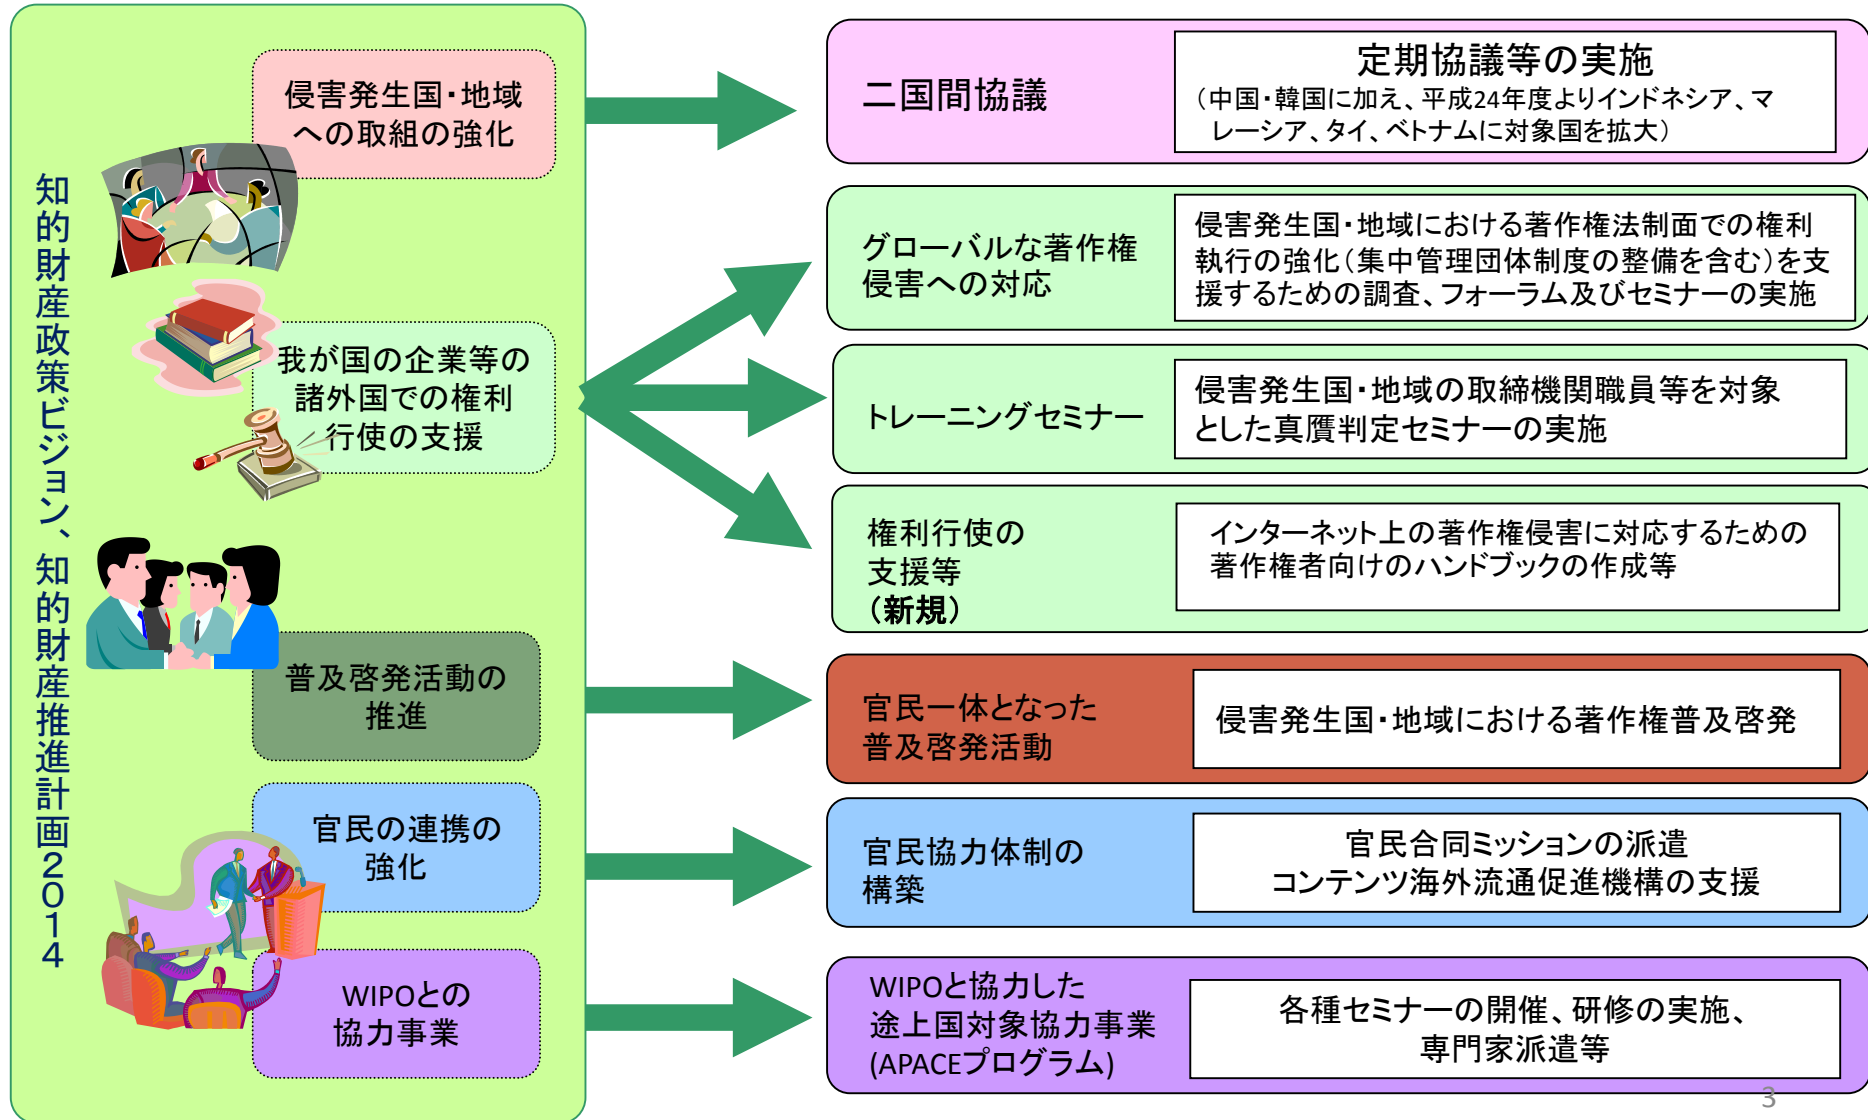 知的財産政策ビジョン、知的財産推進計画２０１４
侵害発生国・地域
への取組の強化
二国間協議
定期協議等の実施
（中国・韓国に加え、平成24年度よりインドネシア、マ
レーシア、タイ、ベトナムに対象国を拡大）
我が国の企業等の
諸外国での権利
行使の支援
グローバルな著作権
侵害への対応
侵害発生国・地域における著作権法制面での権利
執行の強化（集中管理団体制度の整備を含む）を支
援するための調査、フォーラム及びセミナーの実施
トレーニングセミナー
侵害発生国・地域の取締機関職員等を対象
とした真贋判定セミナーの実施
権利行使の
支援等
（新規）
インターネット上の著作権侵害に対応するための
著作権者向けのハンドブックの作成等
普及啓発活動の
推進
官民一体となった
普及啓発活動
侵害発生国・地域における著作権普及啓発
官民の連携の
強化
官民協力体制の
構築
官民合同ミッションの派遣
コンテンツ海外流通促進機構の支援
WIPOとの
協力事業
WIPOと協力した
途上国対象協力事業
(APACEプログラム)
各種セミナーの開催、研修の実施、
専門家派遣等
3